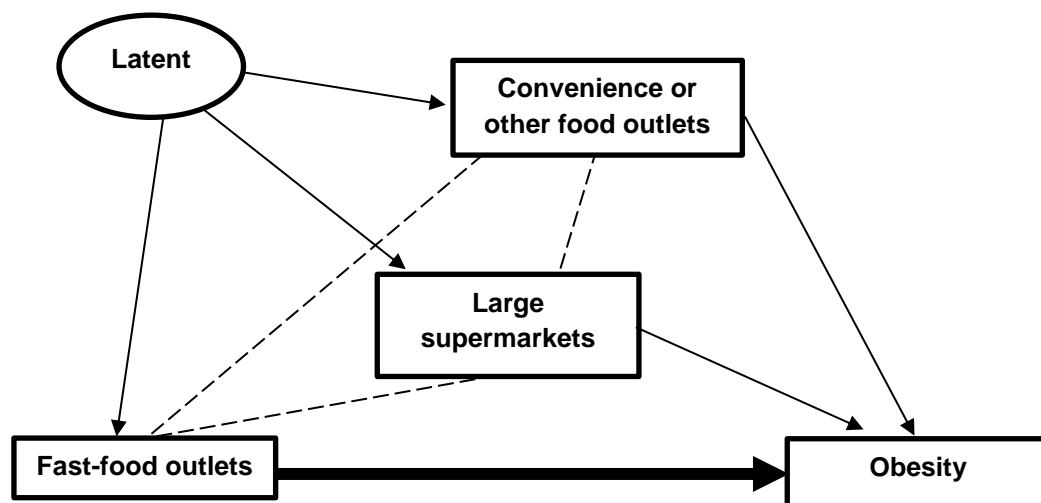 Latent
Convenience or
other food outlets
Large
supermarkets
Fast-food outlets
Obesity